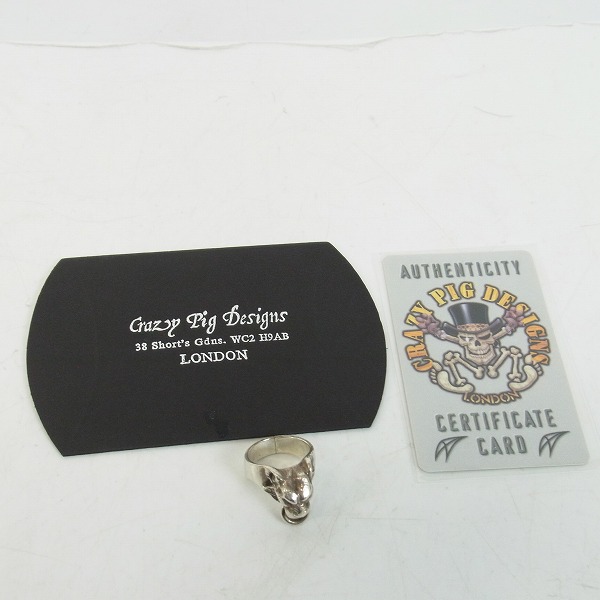 Crazy Pig Designs
38 Short's Gdns. WC2 H9AB
LONDON
AUTHENTICITY
CRAZY PIG DESIGNS
LONDON
CERTIFICATE
CARD